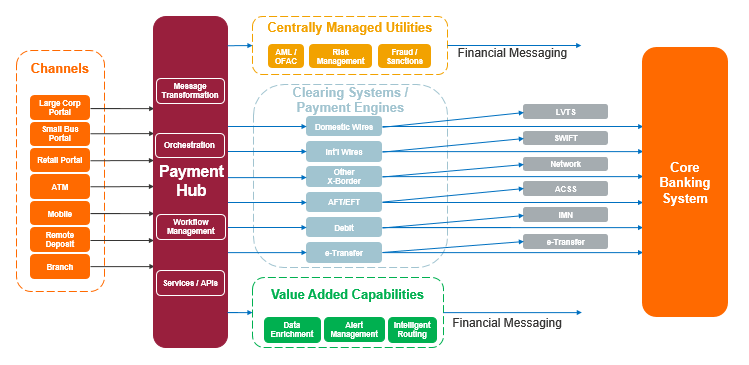 Channels
Large Corp
Portal
Small Bus
Portal
Retail Portal
ATM
Mobile
Remote
Deposit
Branch
Message
Transformation
Orchestration
Payment
Hub
Workflow
Management
Services / APIs
Centrally Managed Utilities
AML /
OFAC
Risk
Management
Fraud /
Sanctions
Financial Messaging
Clearing Systems /
Payment Engines
Domestic Wires
Int'l Wires
Other
X-Border
AFT/EFT
Debit
e-Transfer
LVTS
SWIFT
Network
ACSS
IMN
e-Transfer
Value Added Capabilities
Data
Enrichment
Alert
Management
Intelligent
Routing
Financial Messaging
Core
Banking
System